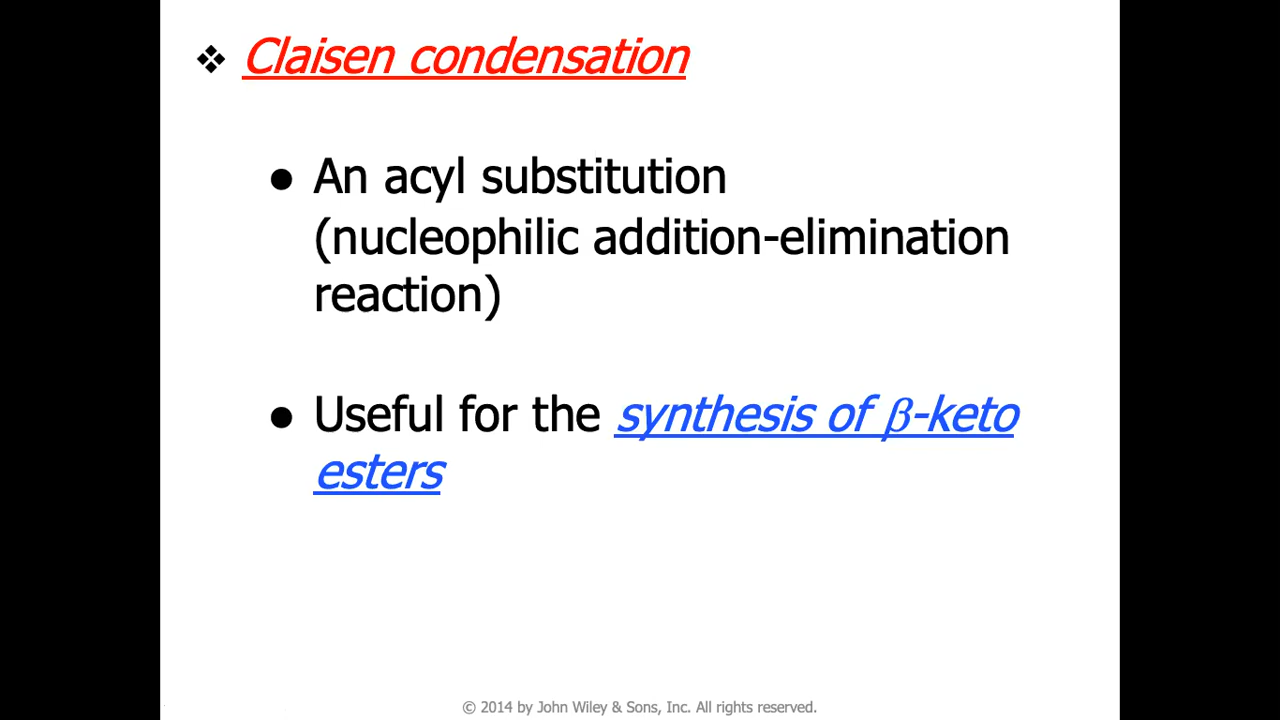 ❖ Claisen condensation
● An acyl substitution
(nucleophilic addition-elimination
reaction)
● Useful for the synthesis of β-keto
esters
© 2014 by John Wiley & Sons, Inc. All rights reserved.